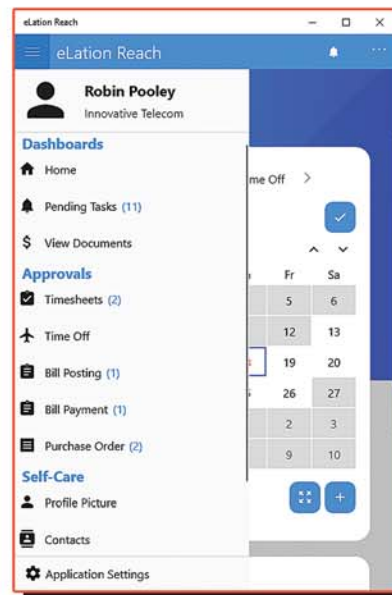 eLation Reach
eLation Reach
Robin Pooley
Innovative Telecom
Dashboards
Home
Pending Tasks (11)
$ View Documents
Approvals
Timesheets (2)
Time Off
Bill Posting (1)
Bill Payment (1)
Purchase Order (2)
Self-Care
Profile Picture
Contacts
Application Settings
me Off >
Fr Sa
5 6
12 13
19 20
26 27
2 3
9 10